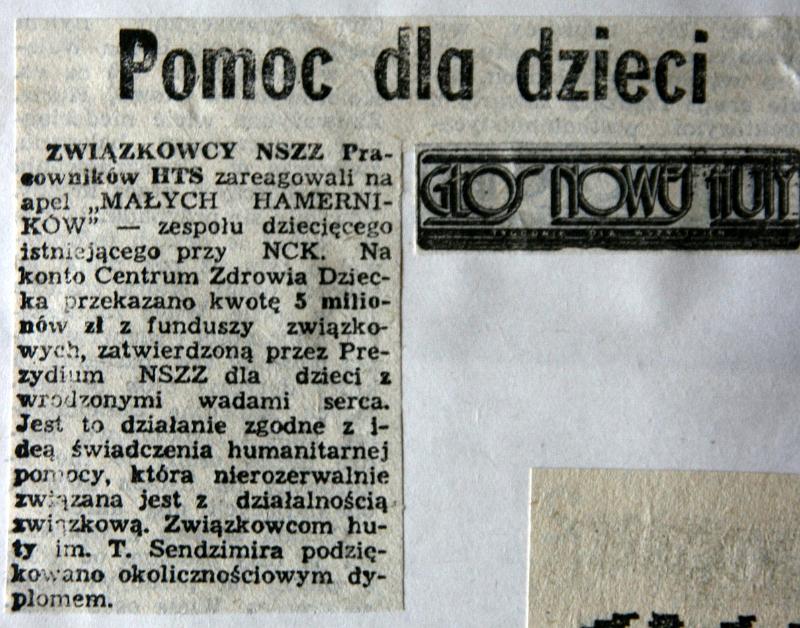 Pomoc dla dzieci
ZWIĄZKOWCY NSZZ Pra-
cowników HTS zareagowali na
apel „MAŁYCH HAMERNI-
KÓW” — zespołu dziecięcego
istniejącego przy NCK. Na
konto Centrum Zdrowia Dziec-
ka przekazano kwotę 5 milio-
nów zł z funduszy związko-
wych, zatwierdzoną przez Pre-
zydium NSZZ dla dzieci z
wrodzonymi wadami serca.
Jest to działanie zgodne z i-
deą świadczenia humanitarnej
pomocy, która nierozerwalnie
związana jest z działalnością
związkową. Związkowcom hu-
ty im. T. Sendzimira podzię-
kowano okolicznościowym dy-
plomem.
GŁOS NOWEJ HUTY
TYGODNIK DLA WSZYSTKICH